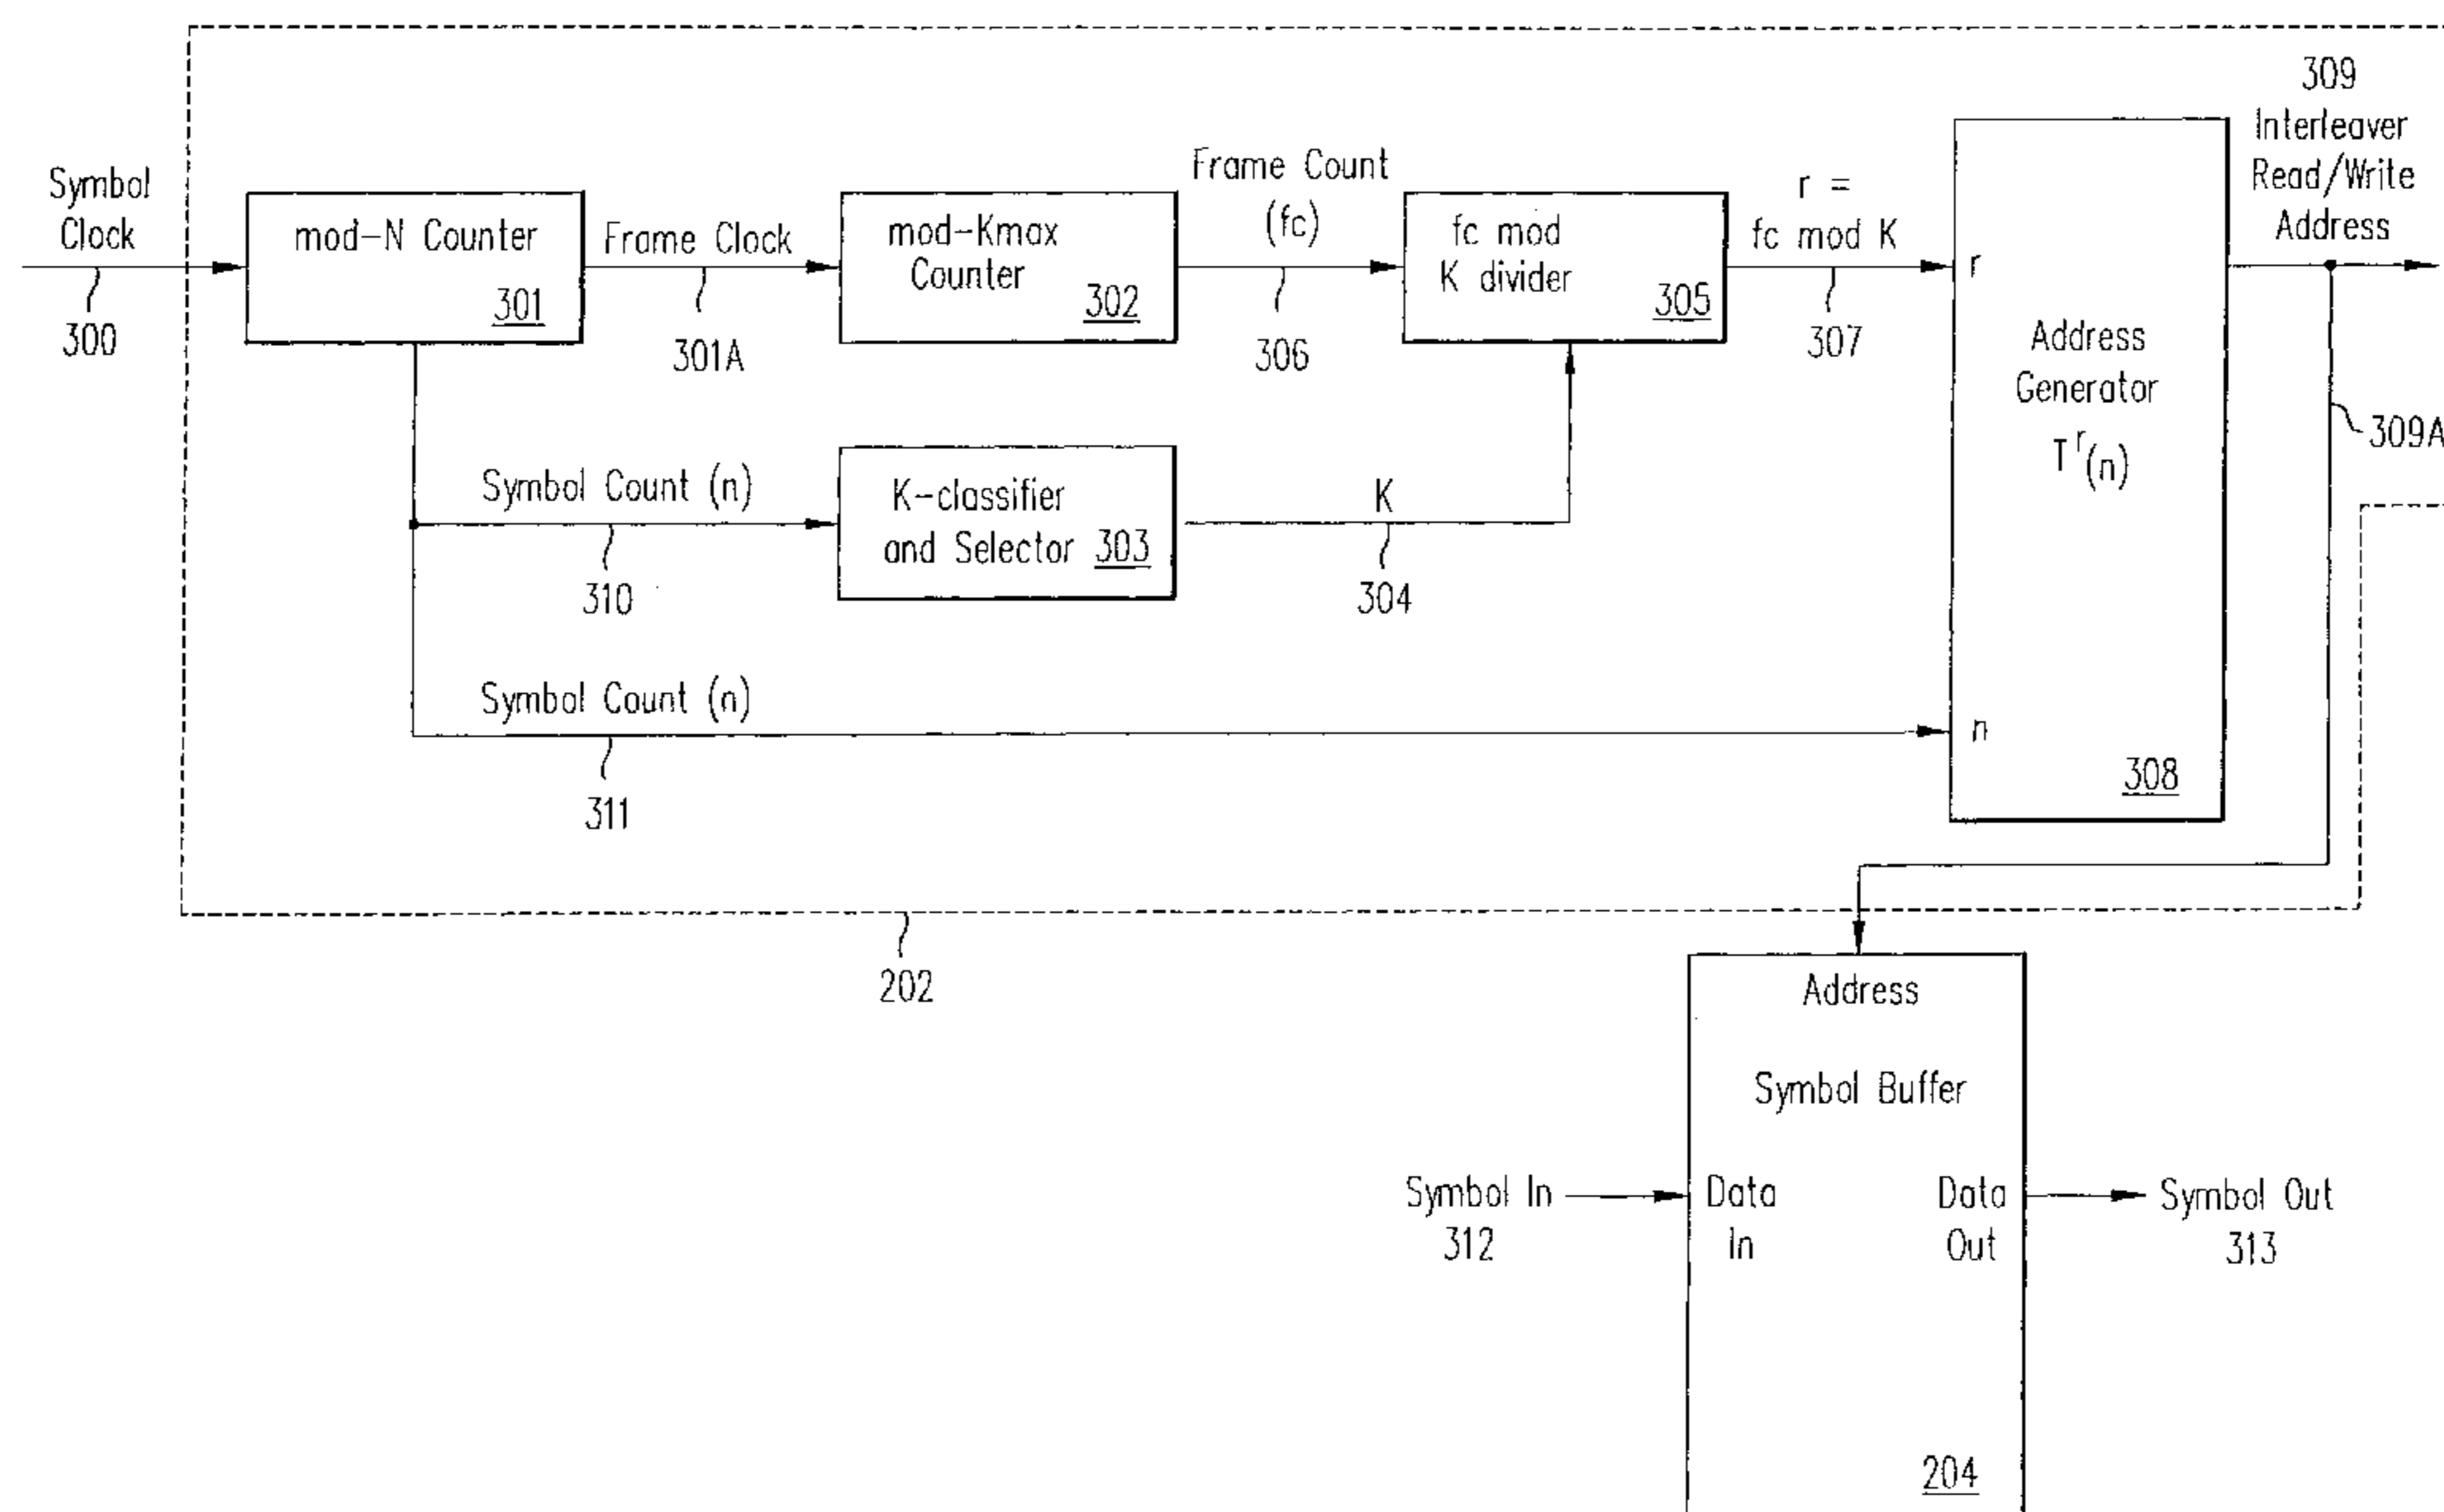 309
Interleaver
Read/Write
Address
Symbol
Clock
300
mod-N Counter
301
Frame Clock
301A
mod-Kmax
Counter
302
Frame Count
(fc)
306
fc mod
K divider
305
r =
fc mod K
307
r
Address
Generator
T^r(n)
n
308
309A
Symbol Count (n)
310
K-classifier
and Selector 303
K
304
Symbol Count (n)
311
202
Address
Symbol Buffer
Symbol In
312
Data
In
Data
Out
Symbol Out
313
204